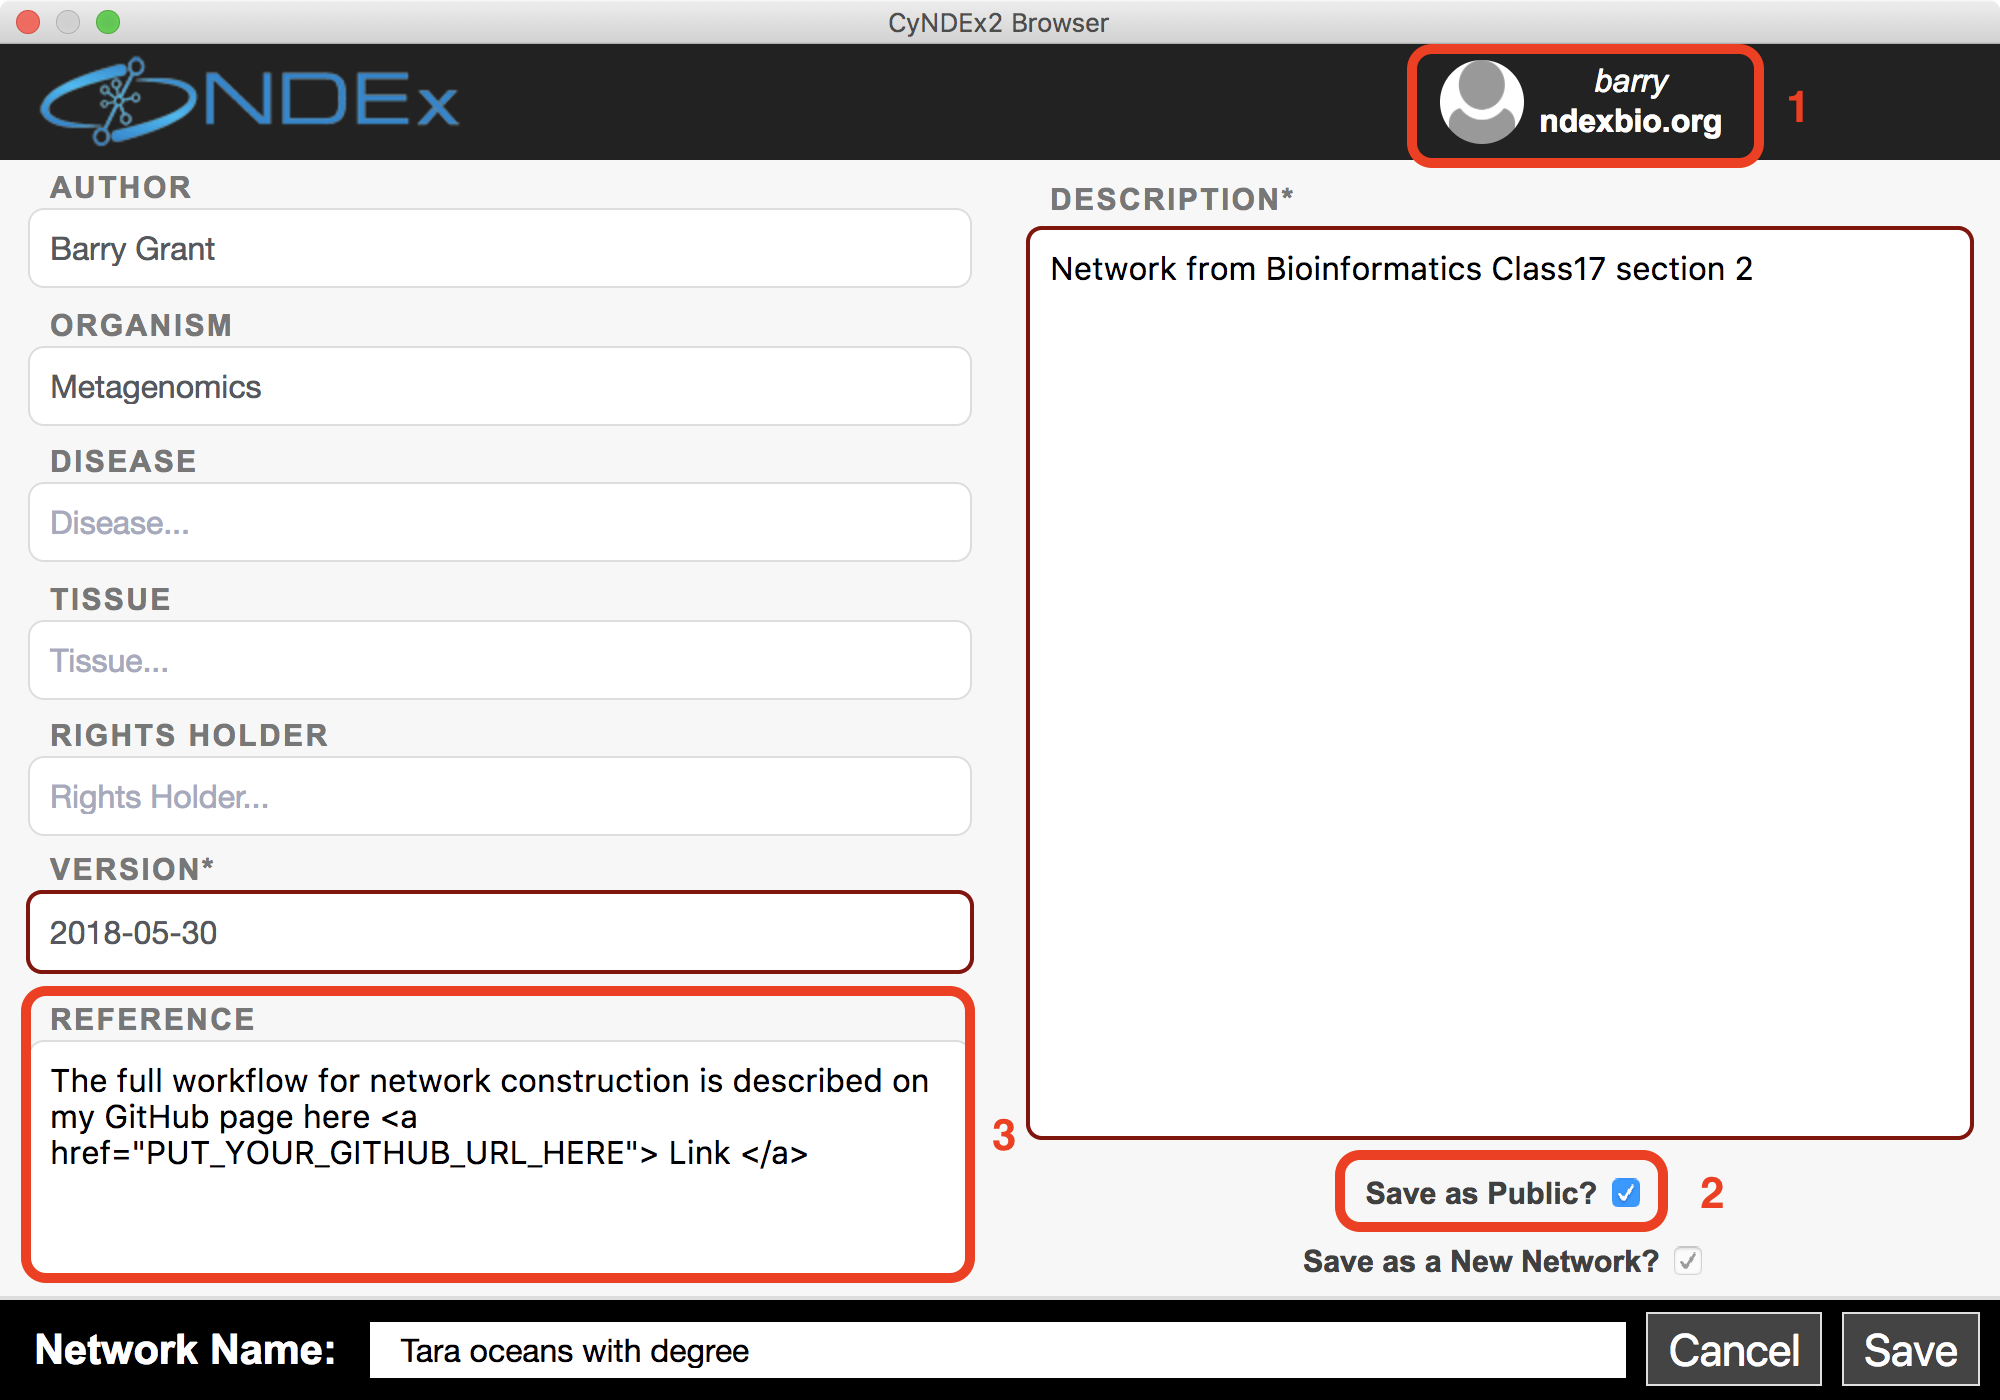 CyNDEx2 Browser
NDEx
barry
ndexbio.org
1
AUTHOR
Barry Grant
ORGANISM
Metagenomics
DISEASE
Disease...
TISSUE
Tissue...
RIGHTS HOLDER
Rights Holder...
VERSION*
2018-05-30
REFERENCE
The full workflow for network construction is described on
my GitHub page here <a
href="PUT_YOUR_GITHUB_URL_HERE"> Link </a>
3
DESCRIPTION*
Network from Bioinformatics Class17 section 2
Save as Public?
2
Save as a New Network?
Network Name:
Tara oceans with degree
Cancel
Save